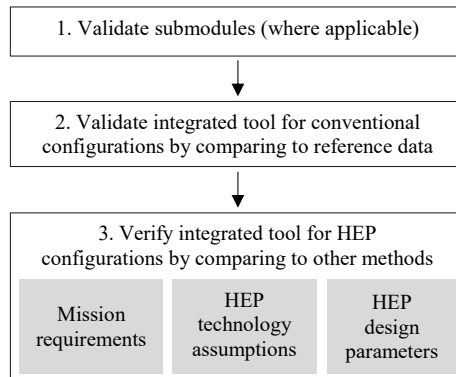 1. Validate submodules (where applicable)
2. Validate integrated tool for conventional
configurations by comparing to reference data
3. Verify integrated tool for HEP
configurations by comparing to other methods
Mission
requirements
HEP
technology
assumptions
HEP
design
parameters